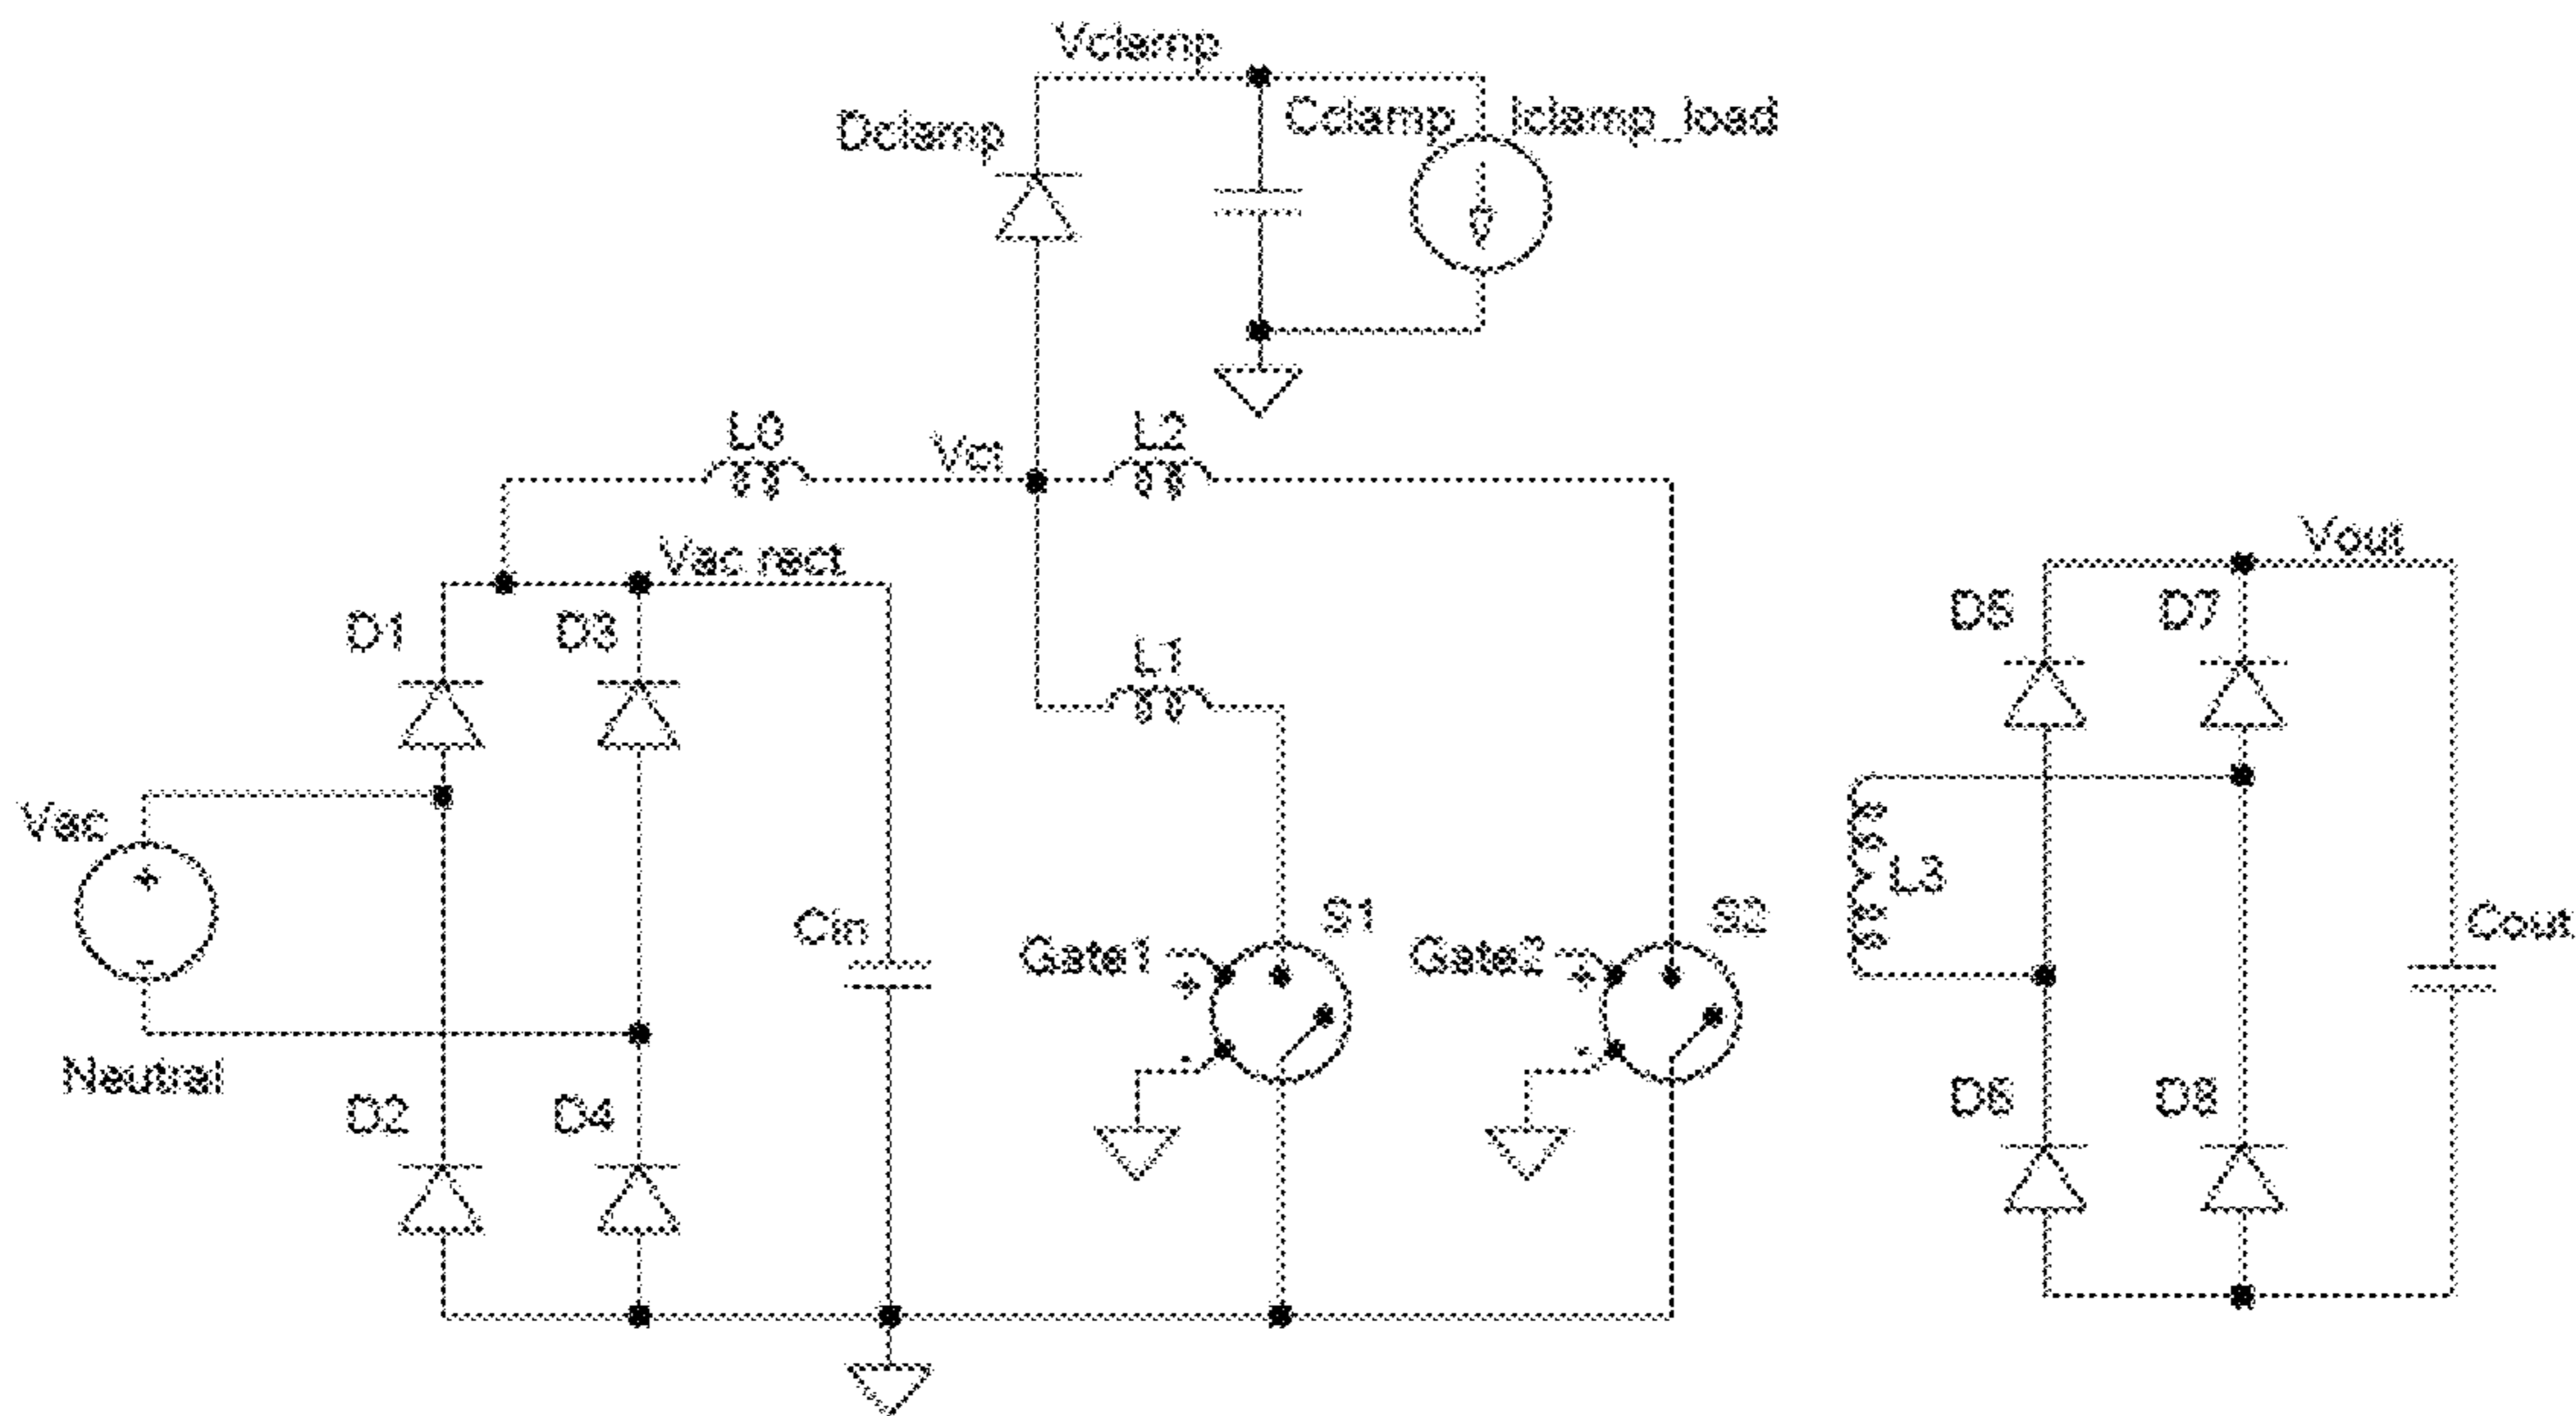 Vclamp
Dclamp
Cclamp
Iclamp_load
L0
Vct
L2
Vac rect
Vout
D1
D3
D5
D7
L1
Vac
+
-
L3
Cin
Gate1
+
-
S1
Gate2
+
-
S2
Cout
Neutral
D2
D4
D6
D8